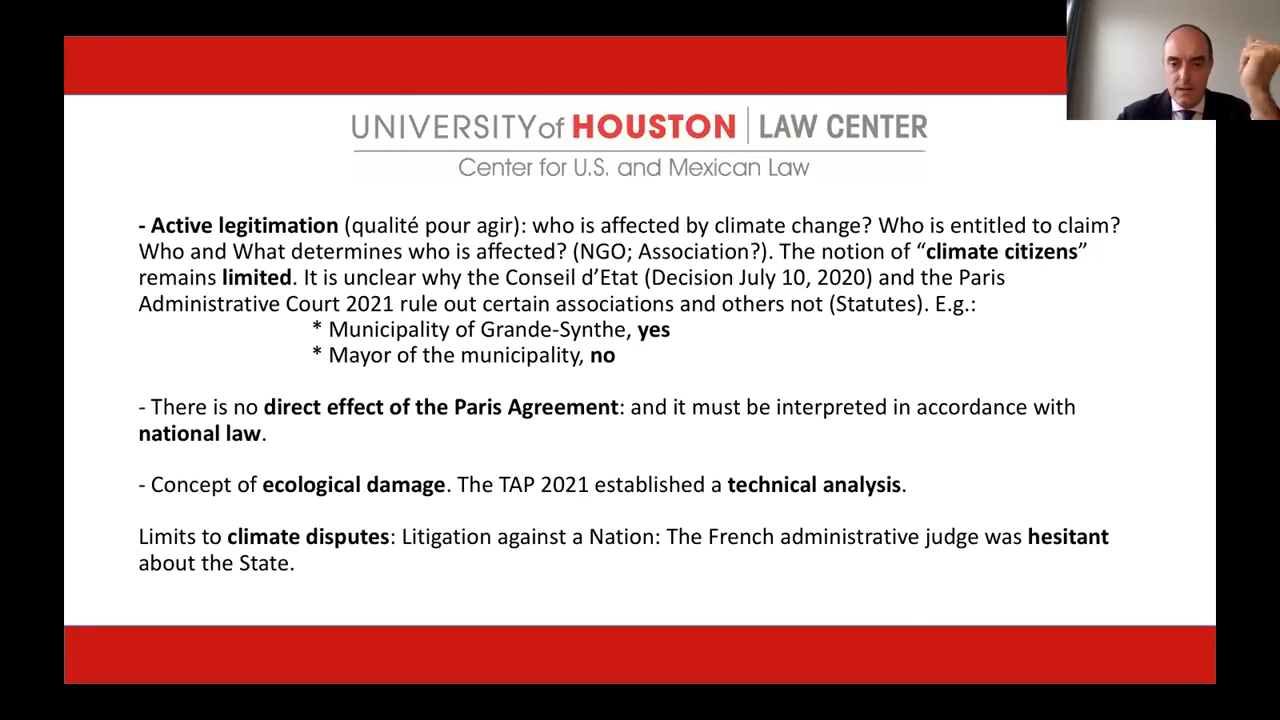 UNIVERSITY of HOUSTON | LAW CENTER
Center for U.S. and Mexican Law
- Active legitimation (qualité pour agir): who is affected by climate change? Who is entitled to claim?
Who and What determines who is affected? (NGO; Association?). The notion of “climate citizens”
remains limited. It is unclear why the Conseil d’Etat (Decision July 10, 2020) and the Paris
Administrative Court 2021 rule out certain associations and others not (Statutes). E.g.:
* Municipality of Grande-Synthe, yes
* Mayor of the municipality, no
- There is no direct effect of the Paris Agreement: and it must be interpreted in accordance with
national law.
- Concept of ecological damage. The TAP 2021 established a technical analysis.
Limits to climate disputes: Litigation against a Nation: The French administrative judge was hesitant
about the State.